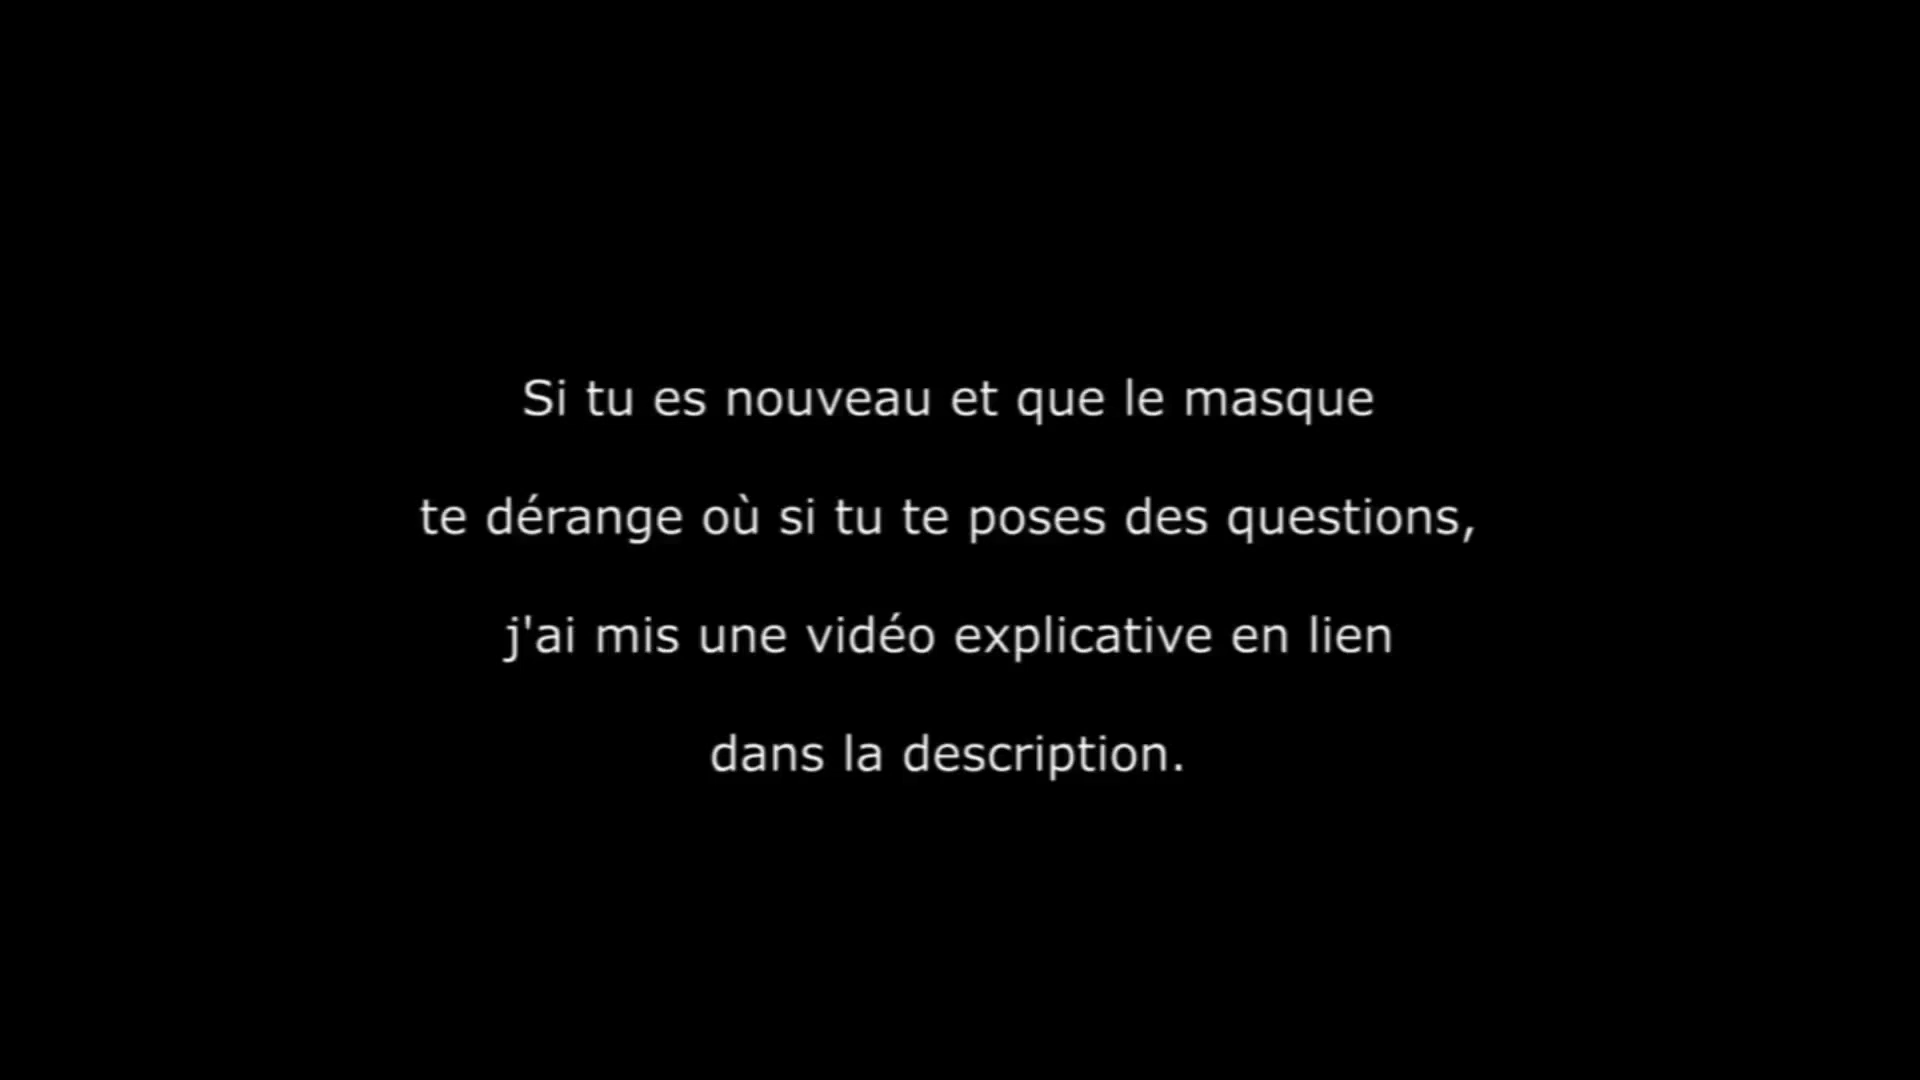 Si tu es nouveau et que le masque
te dérange où si tu te poses des questions,
j'ai mis une vidéo explicative en lien
dans la description.